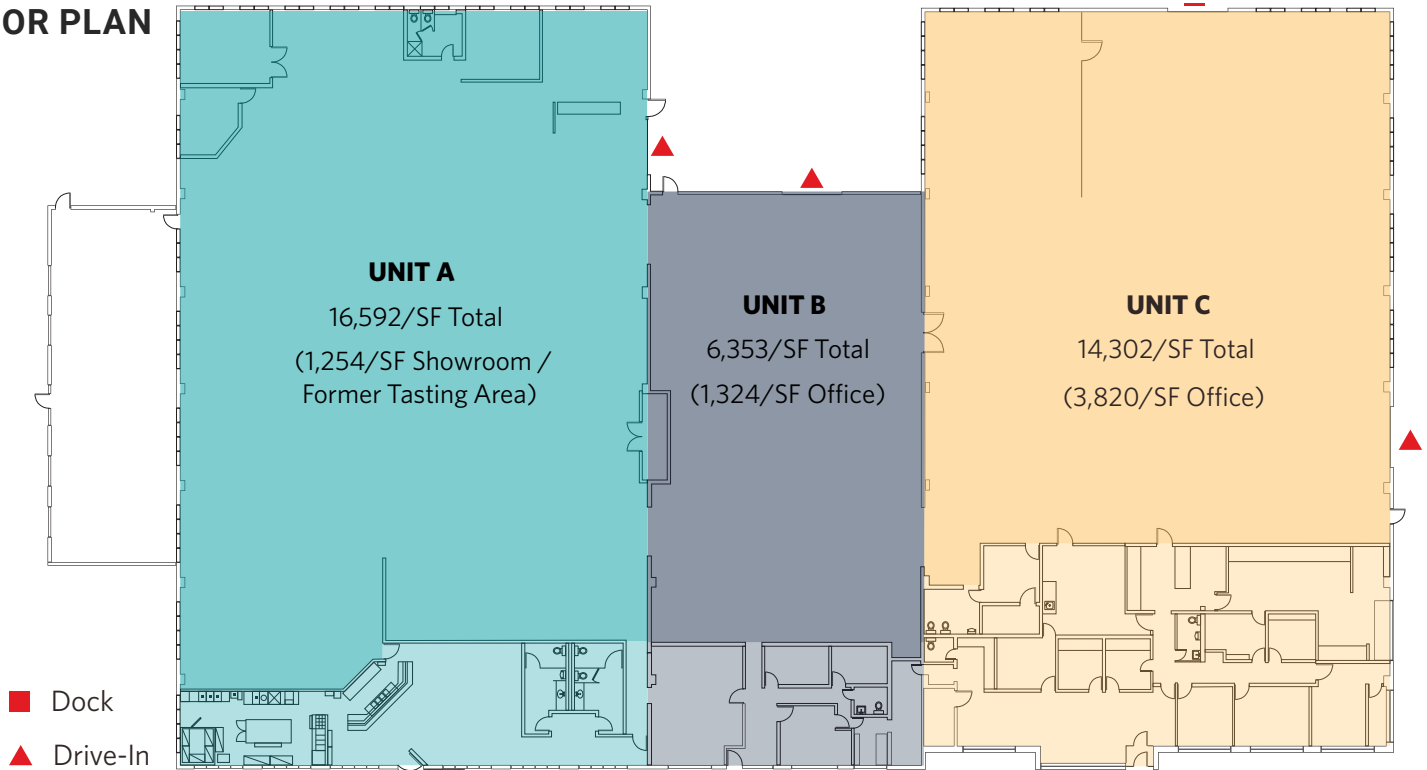 OR PLAN
UNIT A
16,592/SF Total
(1,254/SF Showroom /
Former Tasting Area)
UNIT B
6,353/SF Total
(1,324/SF Office)
UNIT C
14,302/SF Total
(3,820/SF Office)
Dock
Drive-In